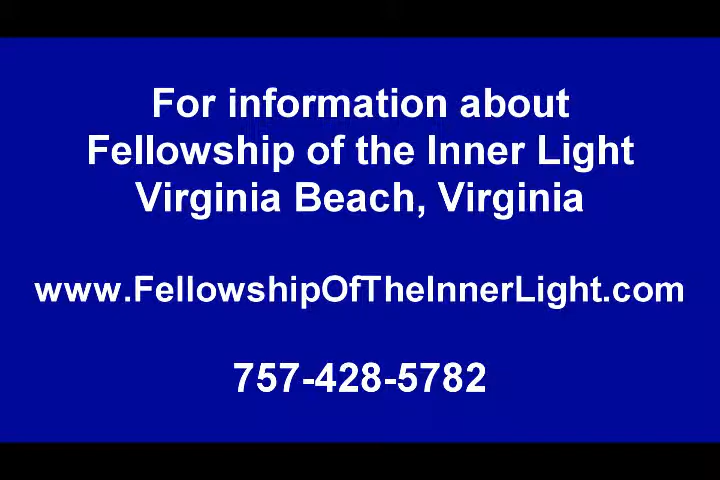 For information about
Fellowship of the Inner Light
Virginia Beach, Virginia
www.FellowshipOfTheInnerLight.com
757-428-5782